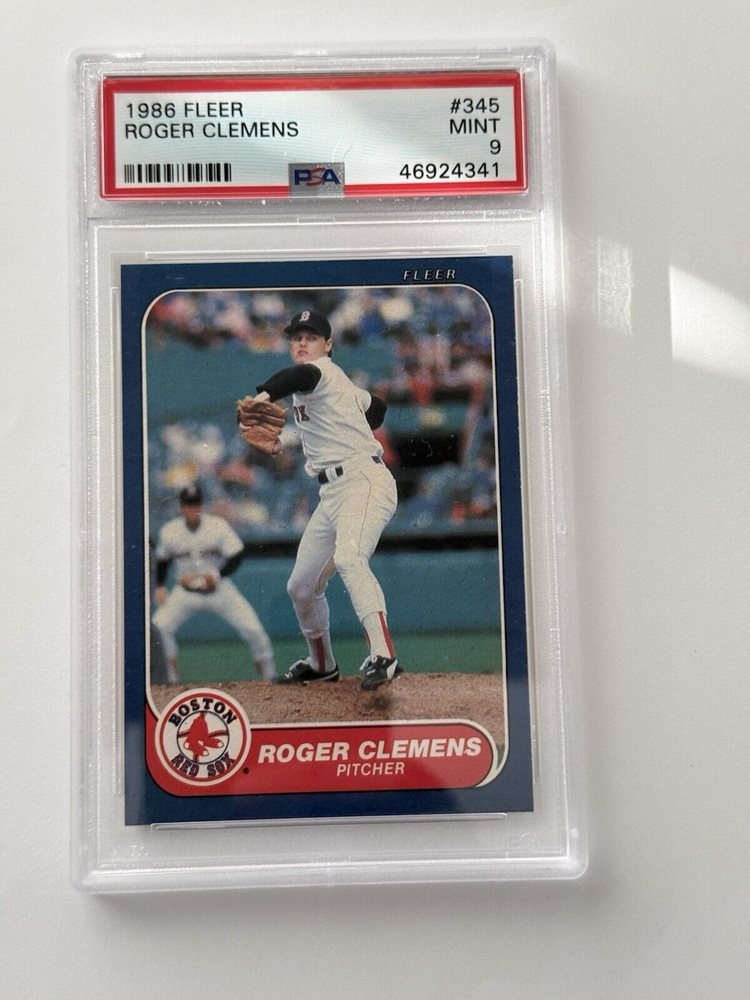 1986 FLEER
#345
ROGER CLEMENS
MINT
9
PSA
46924341
FLEER
B
BOSTON
RED SOX
ROGER CLEMENS
PITCHER